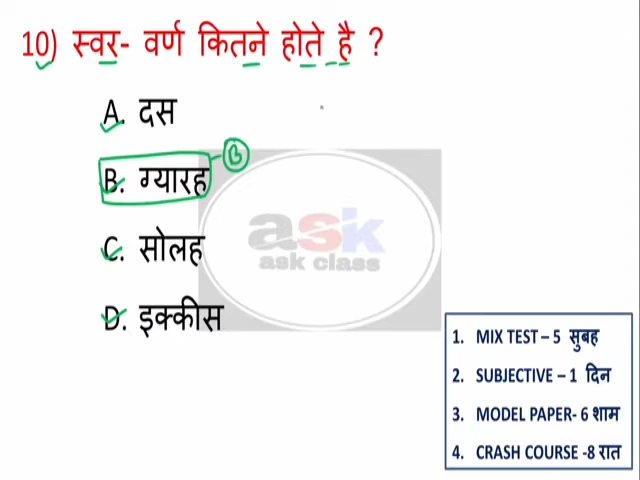 10) स्वर- वर्ण कितने होते है ?
A. दस
B. ग्यारह
B
C. सोलह
D. इक्कीस
ask
ask class
1. MIX TEST – 5 सुबह
2. SUBJECTIVE – 1 दिन
3. MODEL PAPER- 6 शाम
4. CRASH COURSE -8 रात